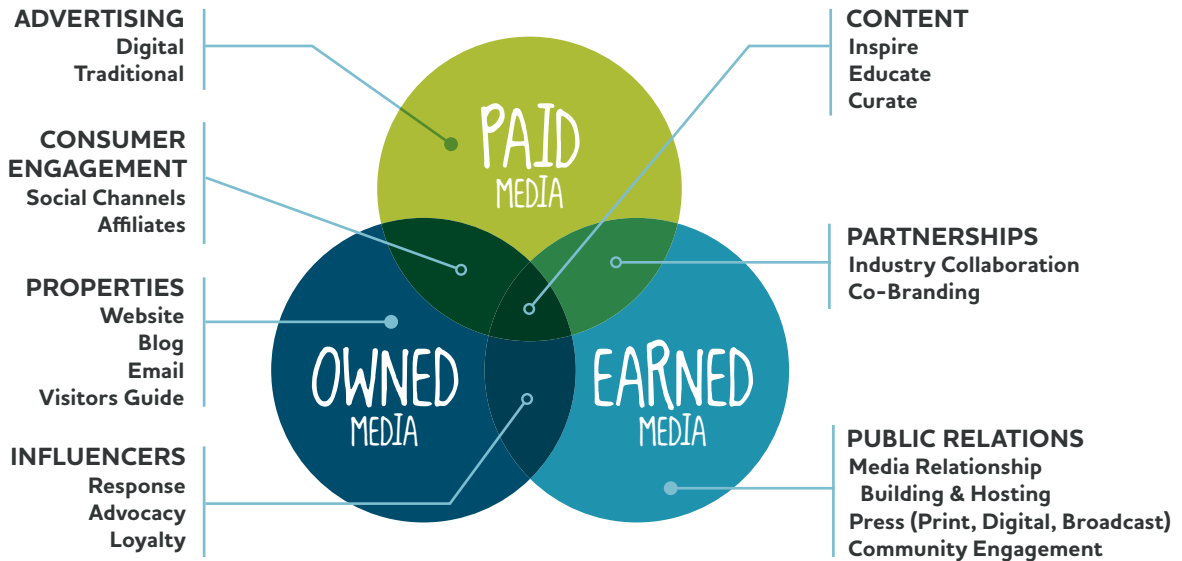 ADVERTISING
Digital
Traditional
CONSUMER
ENGAGEMENT
Social Channels
Affiliates
PROPERTIES
Website
Blog
Email
Visitors Guide
INFLUENCERS
Response
Advocacy
Loyalty
PAID
MEDIA
OWNED
MEDIA
EARNED
MEDIA
CONTENT
Inspire
Educate
Curate
PARTNERSHIPS
Industry Collaboration
Co-Branding
PUBLIC RELATIONS
Media Relationship
Building & Hosting
Press (Print, Digital, Broadcast)
Community Engagement